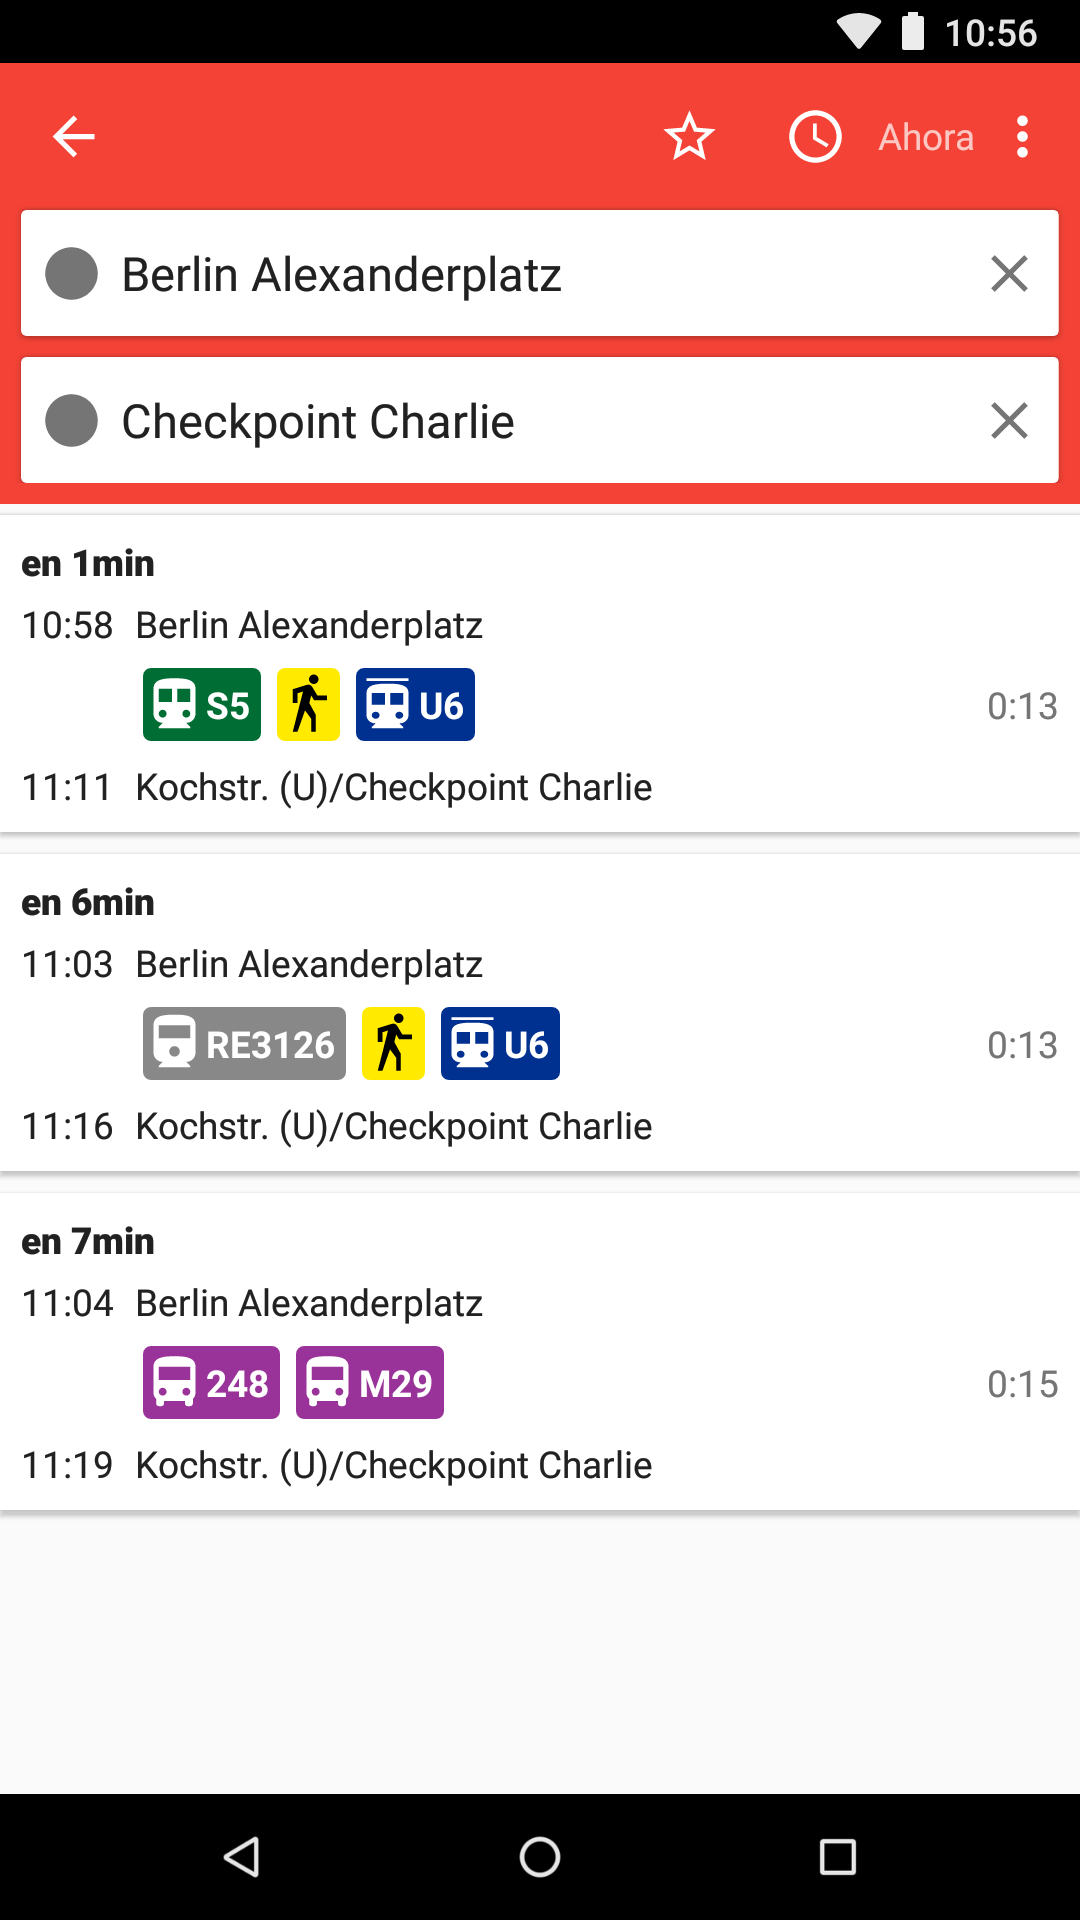 10:56
Ahora
Berlin Alexanderplatz
Checkpoint Charlie
en 1min
10:58 Berlin Alexanderplatz
S5 U6 0:13
11:11 Kochstr. (U)/Checkpoint Charlie
en 6min
11:03 Berlin Alexanderplatz
RE3126 U6 0:13
11:16 Kochstr. (U)/Checkpoint Charlie
en 7min
11:04 Berlin Alexanderplatz
248 M29 0:15
11:19 Kochstr. (U)/Checkpoint Charlie